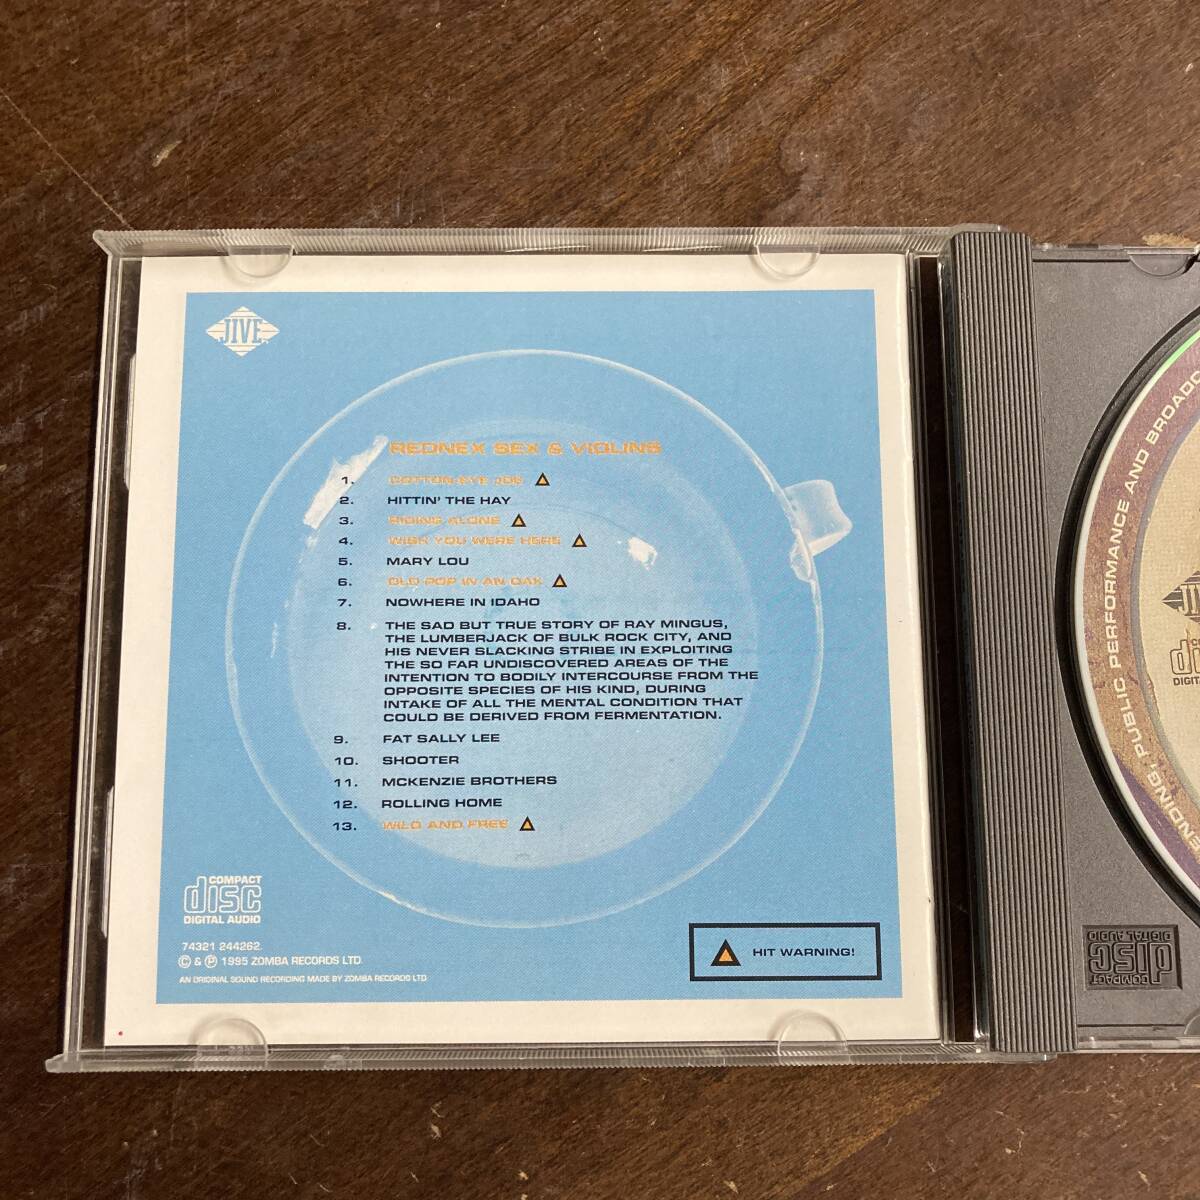 JIVE
REDNEX SEX & VIOLINS
1. COTTON EYE JOE
2. HITTIN' THE HAY
3. RIDING ALONE
4. WISH YOU WERE HERE
5. MARY LOU
6. OLD POP IN AN OAK
7. NOWHERE IN IDAHO
8. THE SAD BUT TRUE STORY OF RAY MINGUS,
THE LUMBERJACK OF BULK ROCK CITY, AND
HIS NEVER SLACKING STRIBE IN EXPLOITING
THE SO FAR UNDISCOVERED AREAS OF THE
INTENTION TO BODILY INTERCOURSE FROM THE
OPPOSITE SPECIES OF HIS KIND, DURING
INTAKE OF ALL THE MENTAL CONDITION THAT
COULD BE DERIVED FROM FERMENTATION.
9. FAT SALLY LEE
10. SHOOTER
11. MCKENZIE BROTHERS
12. ROLLING HOME
13. WILD AND FREE
COMPACT
disc
DIGITAL AUDIO
74321 244262.
© & ℗ 1995 ZOMBA RECORDS LTD.
AN ORIGINAL SOUND RECORDING MADE BY ZOMBA RECORDS LTD
HIT WARNING!
ENDING, PUBLIC PERFORMANCE AND BROADC
JIV
DIGIT
COMPACT
disc
DIGITAL AUDIO